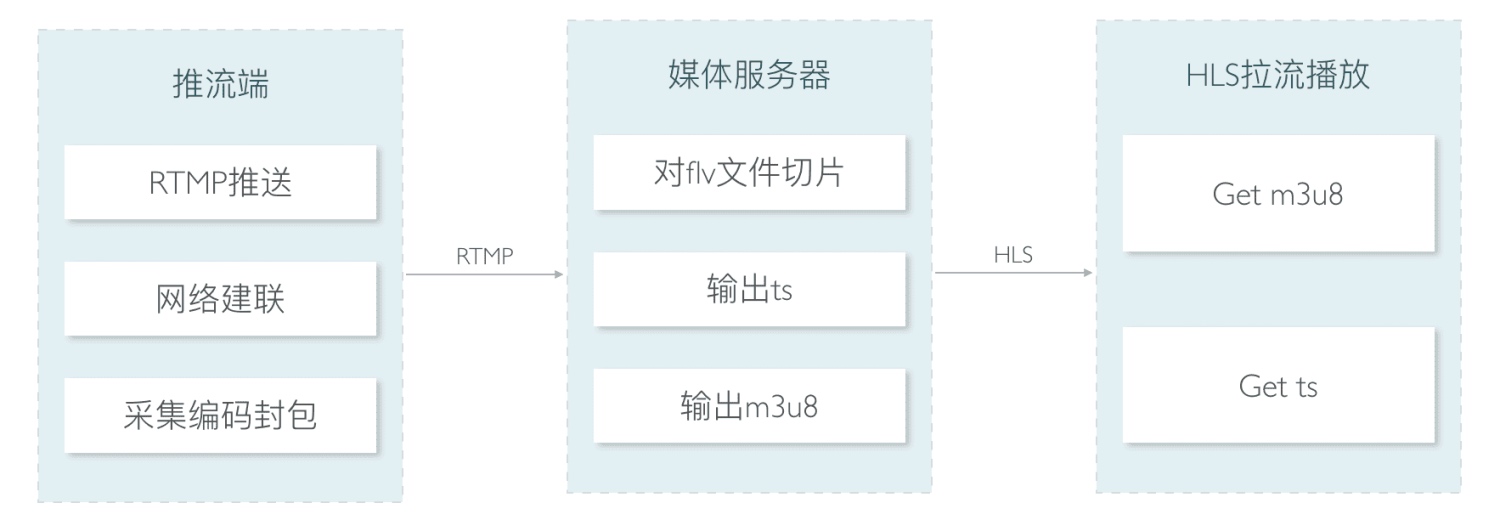 推流端
RTMP推送
网络建联
采集编码封包
RTMP
媒体服务器
对flv文件切片
输出ts
输出m3u8
HLS
HLS拉流播放
Get m3u8
Get ts